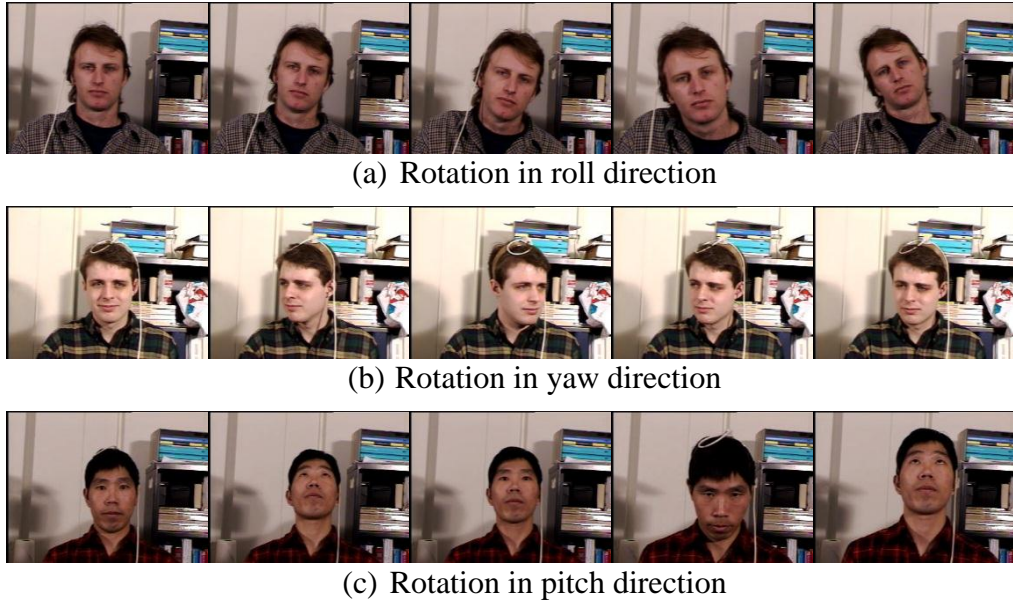 (a) Rotation in roll direction
(b) Rotation in yaw direction
(c) Rotation in pitch direction